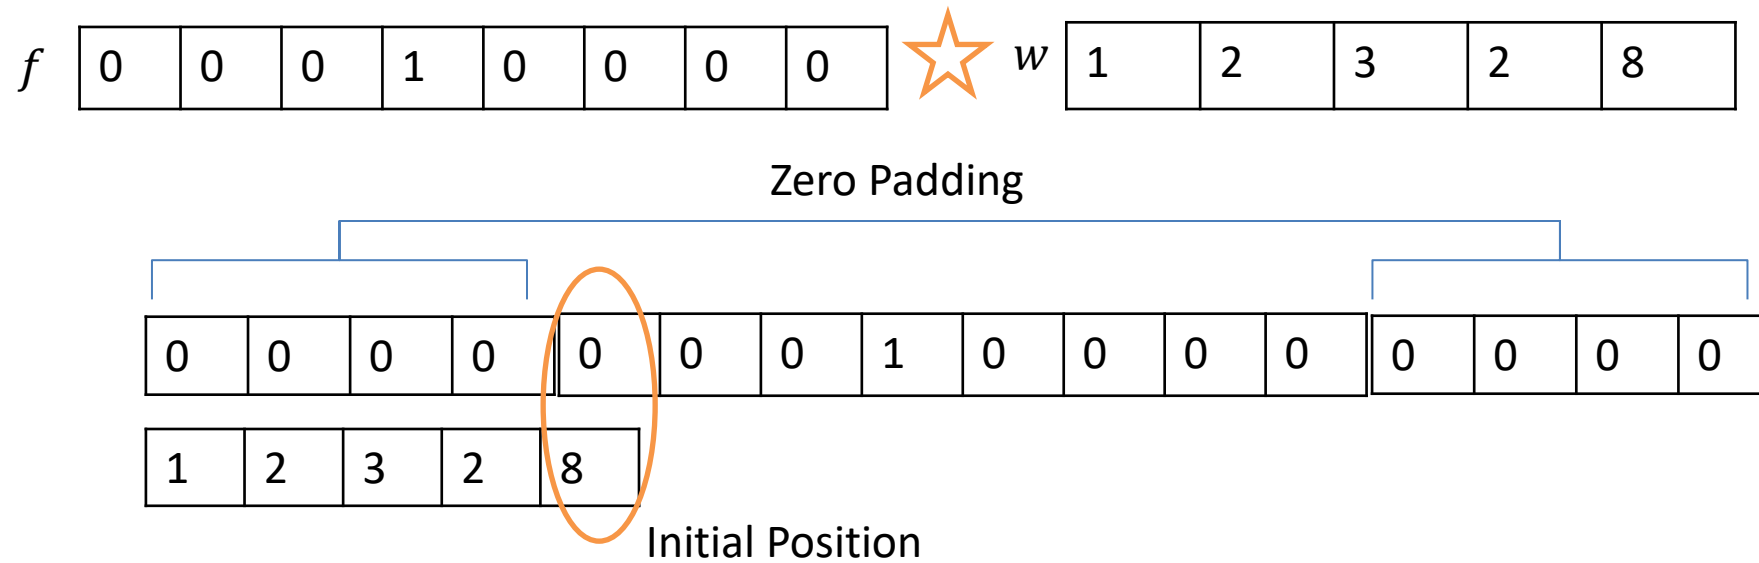 f 0 0 0 1 0 0 0 0 w 1 2 3 2 8
Zero Padding
0 0 0 0 0 0 0 1 0 0 0 0 0 0 0 0
1 2 3 2 8
Initial Position